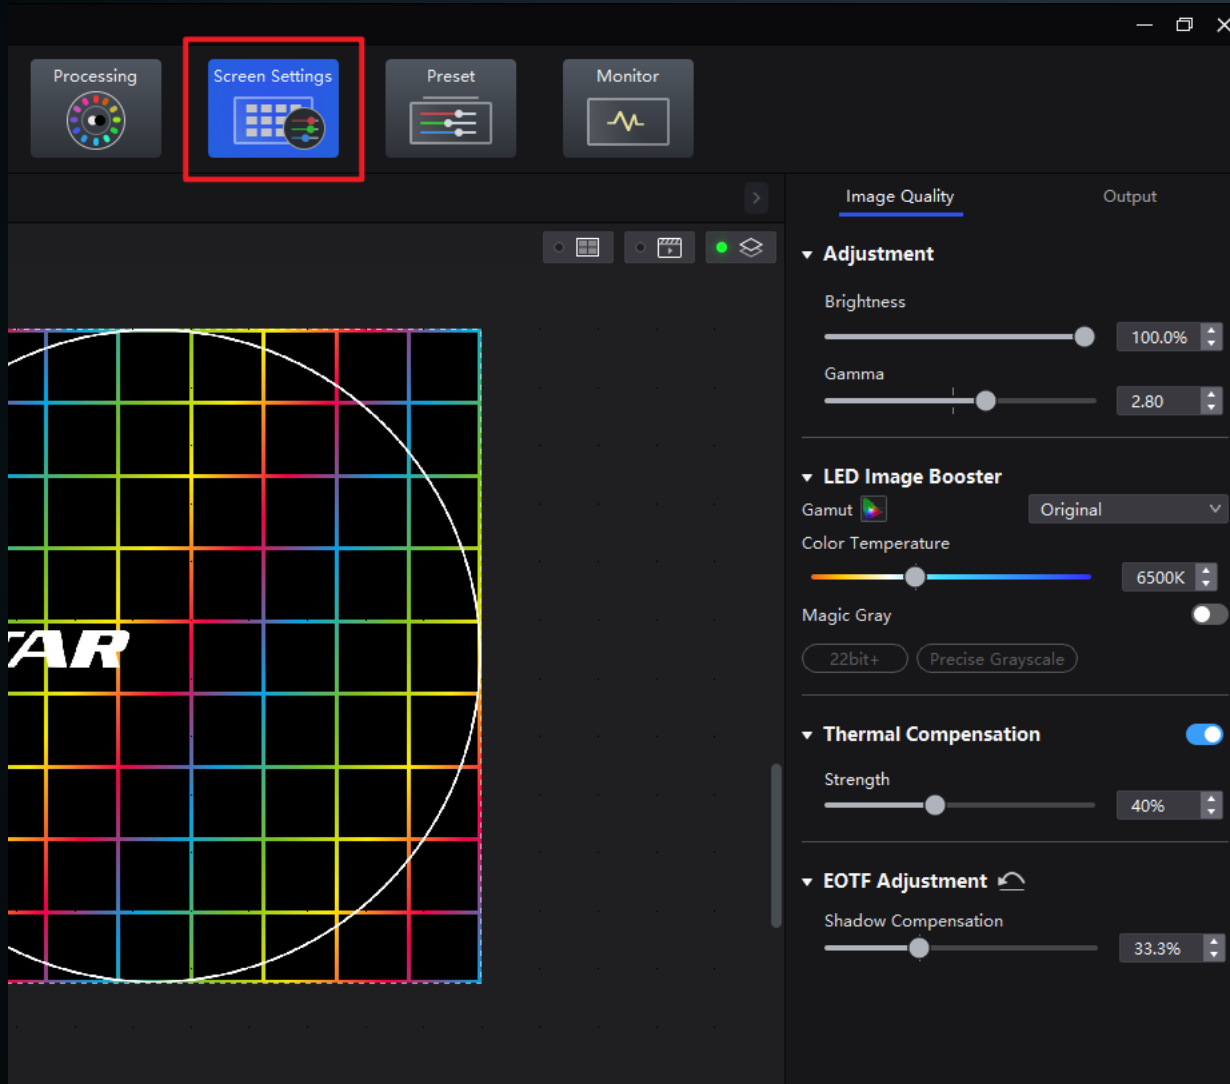 Processing
Screen Settings
Preset
Monitor
Image Quality
Output
Adjustment
Brightness
100.0%
Gamma
2.80
LED Image Booster
Gamut
Original
Color Temperature
6500K
Magic Gray
22bit+
Precise Grayscale
Thermal Compensation
Strength
40%
EOTF Adjustment
Shadow Compensation
33.3%